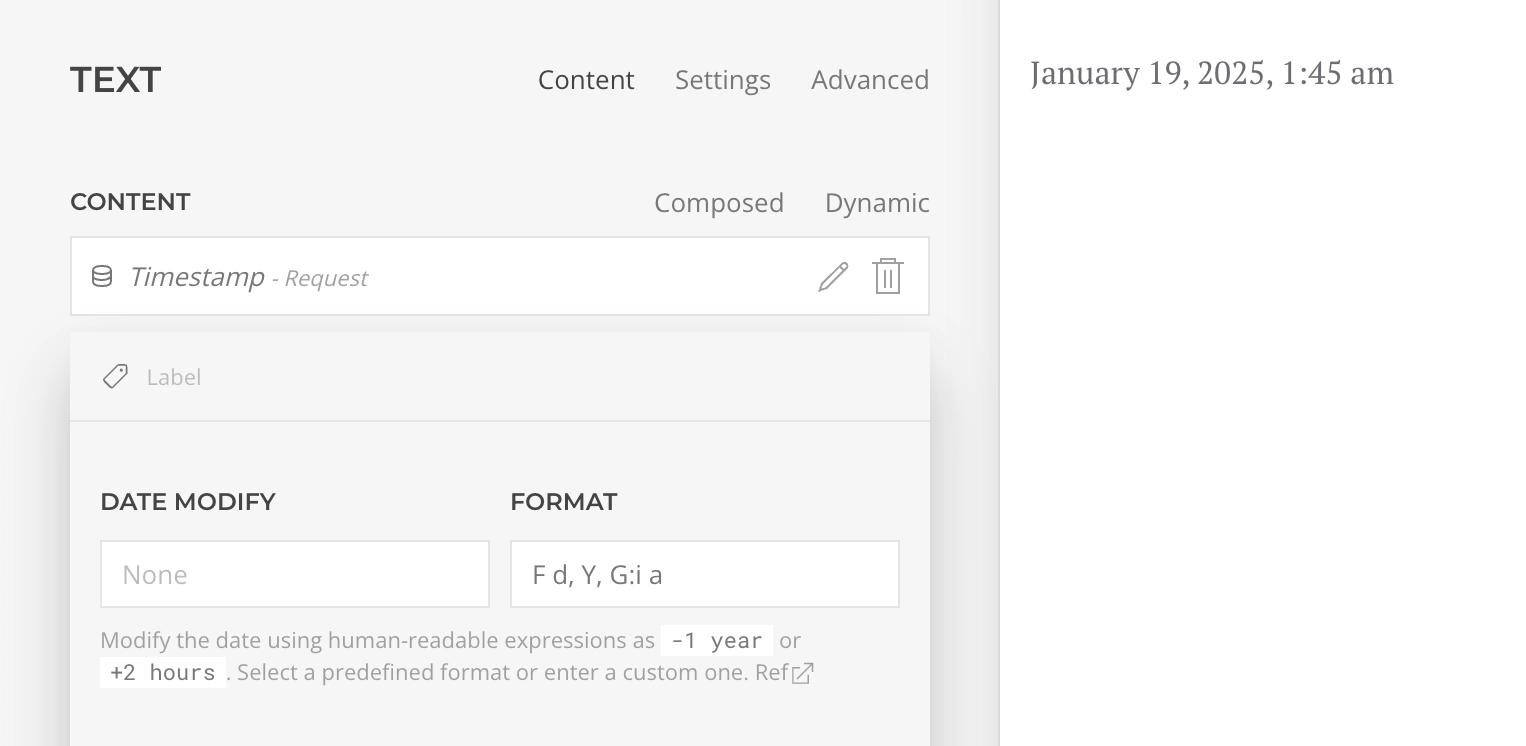 TEXT Content Settings Advanced
CONTENT Composed Dynamic
Timestamp - Request
Label
DATE MODIFY FORMAT
None F d, Y, G:i a
Modify the date using human-readable expressions as -1 year or
+2 hours . Select a predefined format or enter a custom one. Ref
January 19, 2025, 1:45 am